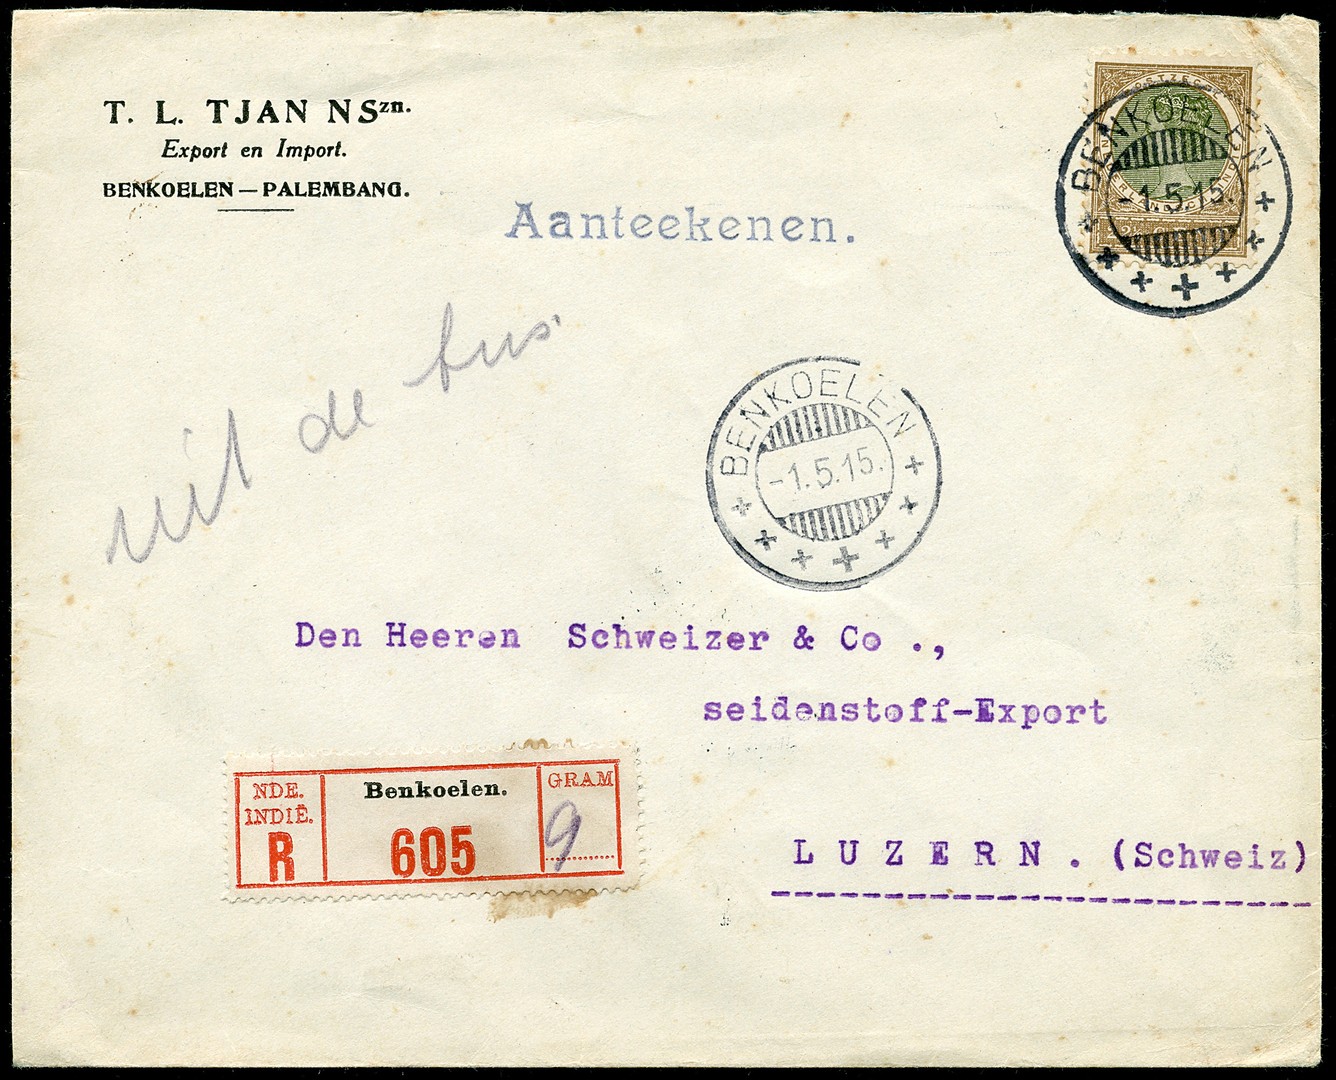 T. L. TJAN NSzn.
Export en Import.
BENKOELEN — PALEMBANG.
Aanteekenen.
BENKOELEN
-1.5.15.
uit de bus.
BENKOELEN
-1.5.15.
Den Heeren Schweizer & Co .,
seidenstoff-Export
LUZERN. (Schweiz)
NDE.
INDIË.
R
Benkoelen.
605
GRAM
9